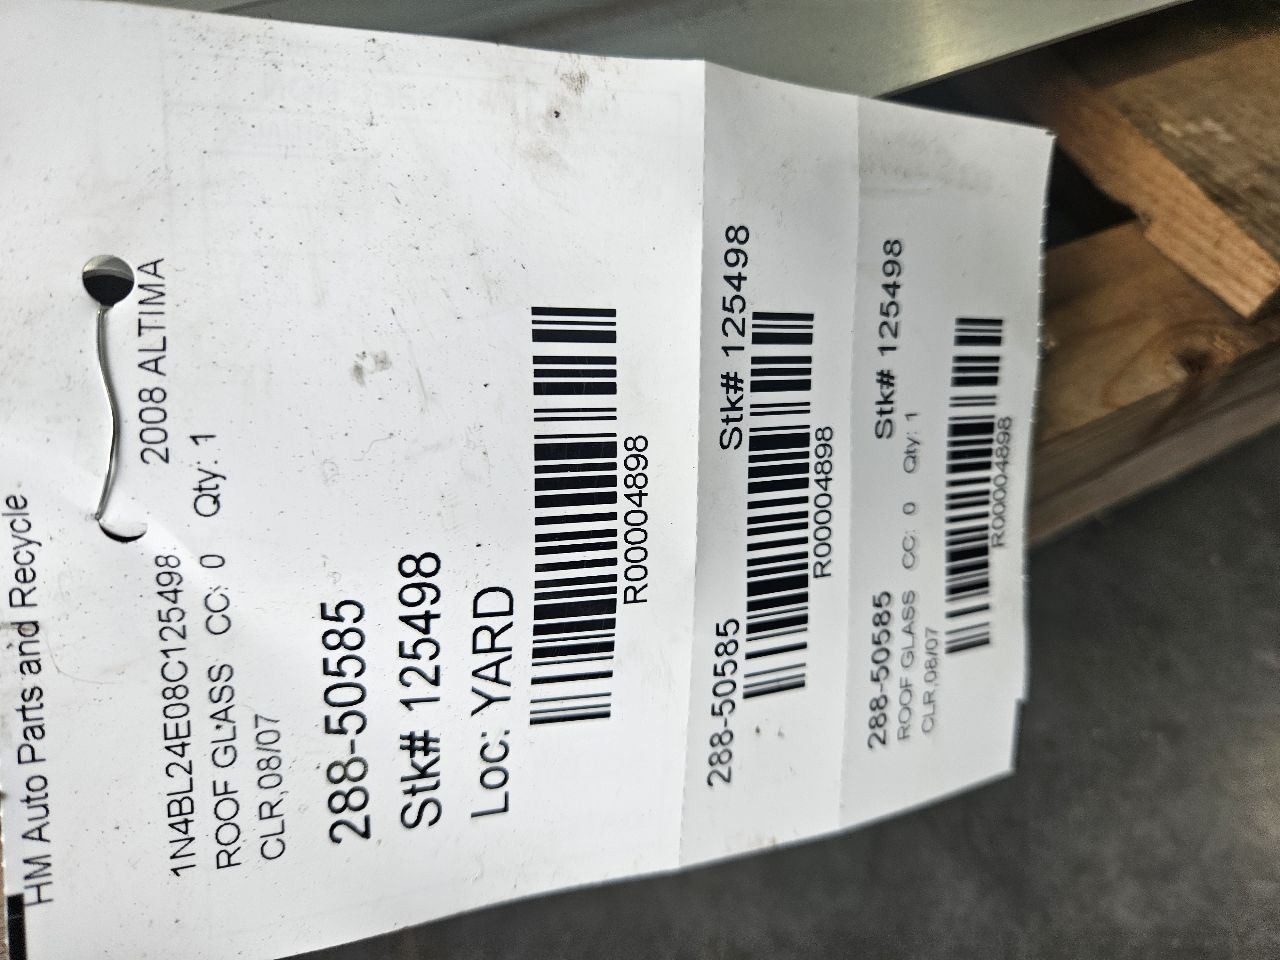 HM Auto Parts and Recycle
2008 ALTIMA
1N4BL24E08C125498
ROOF GLASS CC: 0 Qty: 1
CLR,08/07
288-50585
Stk# 125498
Loc: YARD
R00004898
288-50585 Stk# 125498
R00004898
288-50585 Stk# 125498
ROOF GLASS CC: 0 Qty: 1
CLR,08/07
R00004898